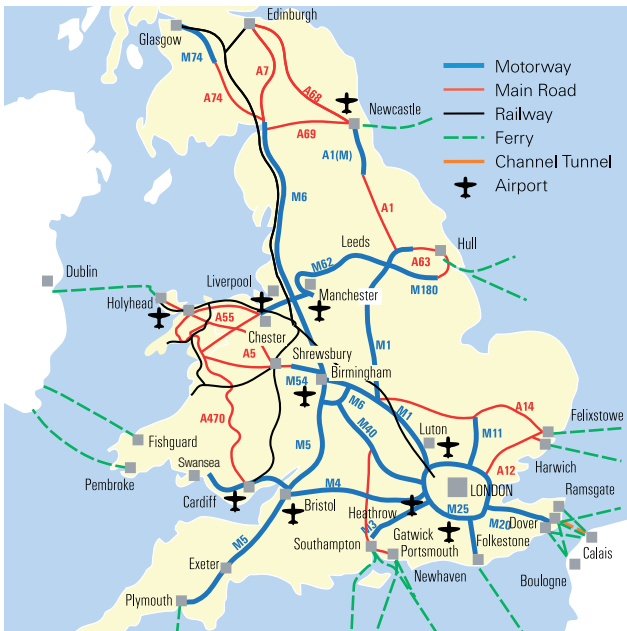 Edinburgh
Glasgow
M74
A7
A68
A74
Newcastle
A69
Motorway
Main Road
Railway
Ferry
Channel Tunnel
Airport
A1(M)
M6
A1
Leeds
Hull
A63
M62
M180
Dublin
Liverpool
Holyhead
Manchester
A55
Chester
M1
A5
Shrewsbury
Birmingham
M54
M6
M1
A14
Felixstowe
A470
M5
M40
Luton
M11
Fishguard
Harwich
A12
Swansea
Pembroke
Cardiff
Bristol
M4
LONDON
Ramsgate
Heathrow
M25
M20
Dover
M3
Gatwick
Folkestone
Calais
Southampton
Portsmouth
M5
Exeter
Newhaven
Boulogne
Plymouth